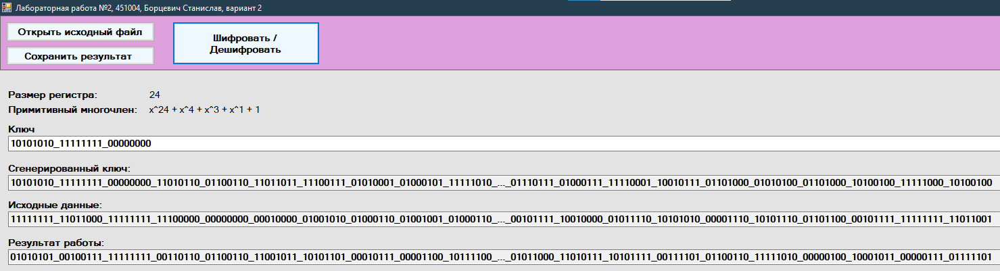 Лабораторная работа №2, 451004, Борцевич Станислав, вариант 2
Открыть исходный файл
Сохранить результат
Шифровать /
Дешифровать
Размер регистра: 24
Примитивный многочлен: x^24 + x^4 + x^3 + x^1 + 1
Ключ
10101010_11111111_00000000
Сгенерированный ключ:
10101010_11111111_00000000_11010110_01100110_11011011_11100111_01010001_01000101_11111010_..._01110111_01000111_11110001_10010111_01101000_01010100_01101000_10100100_11111000_10100100
Исходные данные:
11111111_11011000_11111111_11100000_00000000_00010000_01001010_01000110_01001001_01000110_..._00101111_10010000_01011110_10101010_00001110_10101110_01101100_00101111_11111111_11011001
Результат работы:
01010101_00100111_11111111_00110110_01100110_11001011_10101101_00010111_00001100_10111100_..._01011000_11010111_10101111_00111101_01100110_11111010_00000100_10001011_00000111_01111101